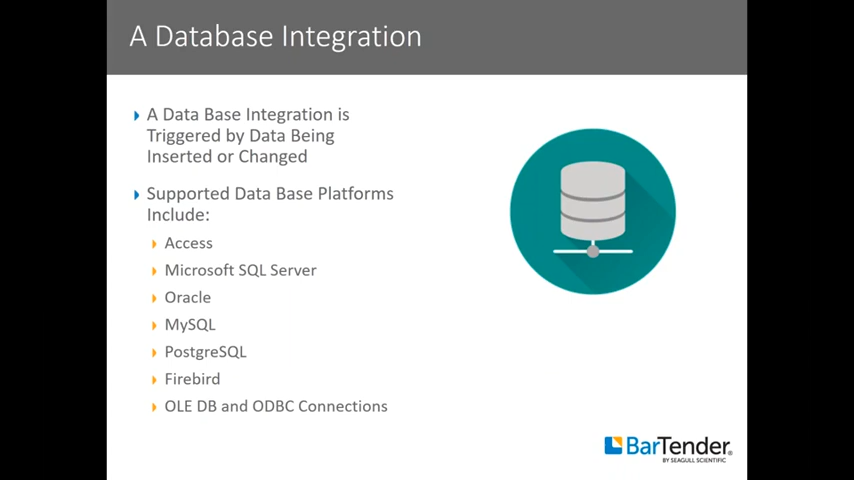 A Database Integration
A Data Base Integration is
Triggered by Data Being
Inserted or Changed
Supported Data Base Platforms
Include:
Access
Microsoft SQL Server
Oracle
MySQL
PostgreSQL
Firebird
OLE DB and ODBC Connections
BarTender®
BY SEAGULL SCIENTIFIC